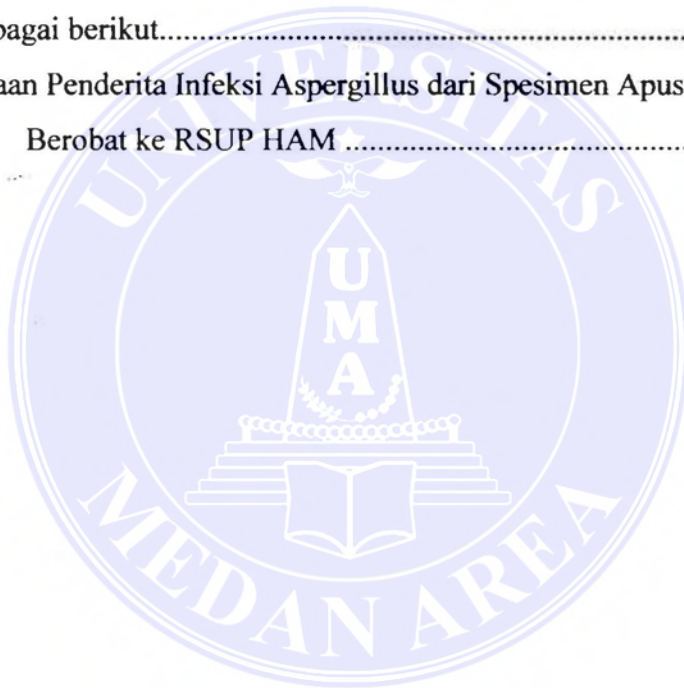 bagai berikut..........................................................................
aan Penderita Infeksi Aspergillus dari Spesimen Apus
Berobat ke RSUP HAM ................................................
UNIVERSITAS
UMA
MEDAN AREA